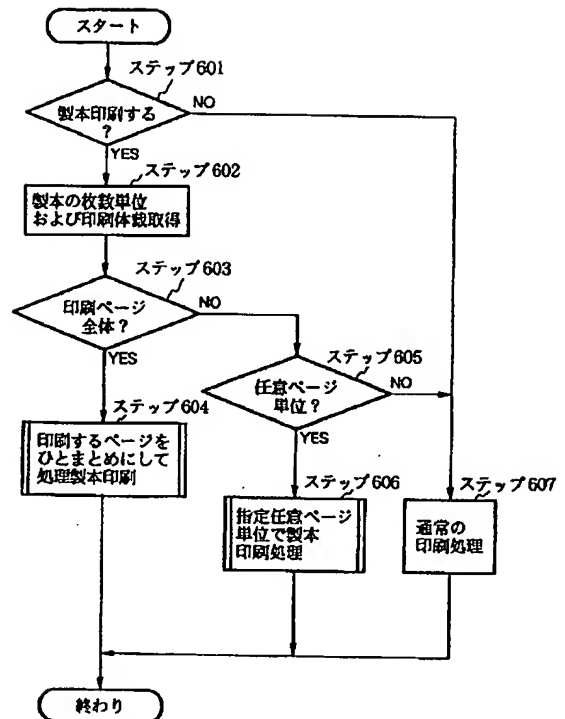 スタート
ステップ601
製本印刷する
?
NO
YES
ステップ602
製本の枚数単位
および印刷体裁取得
ステップ603
印刷ページ
全体?
NO
YES
ステップ605
任意ページ
単位?
NO
YES
ステップ604
印刷するページを
ひとまとめにして
処理製本印刷
ステップ606
指定任意ページ
単位で製本
印刷処理
ステップ607
通常の
印刷処理
終わり